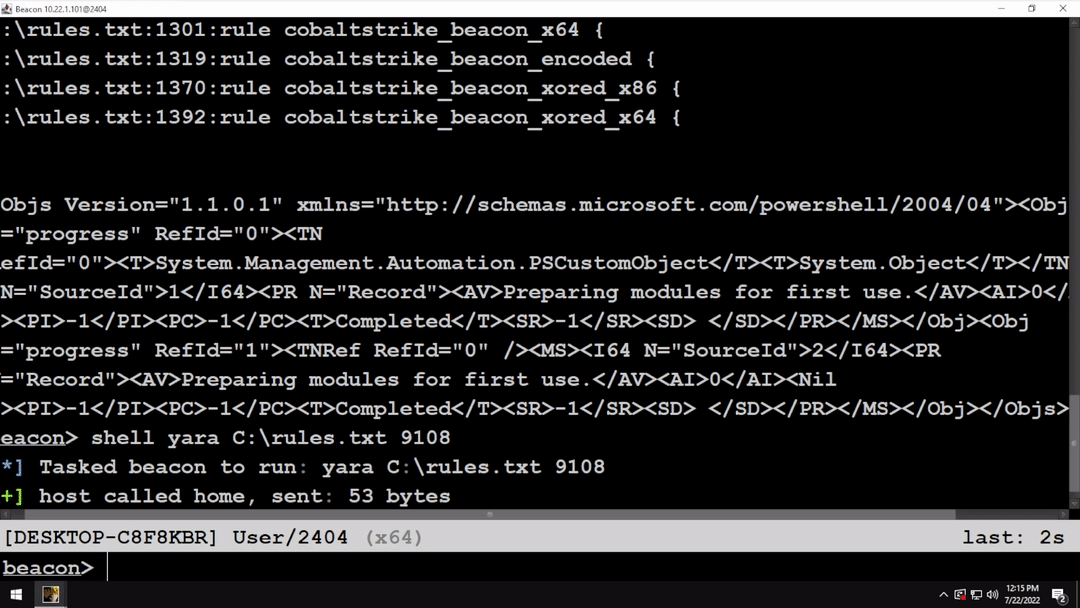 Beacon 10.22.1.101@2404
:\rules.txt:1301:rule cobaltstrike_beacon_x64 {
:\rules.txt:1319:rule cobaltstrike_beacon_encoded {
:\rules.txt:1370:rule cobaltstrike_beacon_xored_x86 {
:\rules.txt:1392:rule cobaltstrike_beacon_xored_x64 {
Objs Version="1.1.0.1" xmlns="http://schemas.microsoft.com/powershell/2004/04"><Obj
="progress" RefId="0"><TN
efId="0"><T>System.Management.Automation.PSCustomObject</T><T>System.Object</T></TN
N="SourceId">1</I64><PR N="Record"><AV>Preparing modules for first use.</AV><AI>0</
><PI>-1</PI><PC>-1</PC><T>Completed</T><SR>-1</SR><SD> </SD></PR></MS></Obj><Obj
="progress" RefId="1"><TNRef RefId="0" /><MS><I64 N="SourceId">2</I64><PR
="Record"><AV>Preparing modules for first use.</AV><AI>0</AI><Nil
><PI>-1</PI><PC>-1</PC><T>Completed</T><SR>-1</SR><SD> </SD></PR></MS></Obj></Objs>
eacon> shell yara C:\rules.txt 9108
*] Tasked beacon to run: yara C:\rules.txt 9108
+] host called home, sent: 53 bytes
[DESKTOP-C8F8KBR] User/2404 (x64) last: 2s
beacon>
12:15 PM
7/22/2022
2